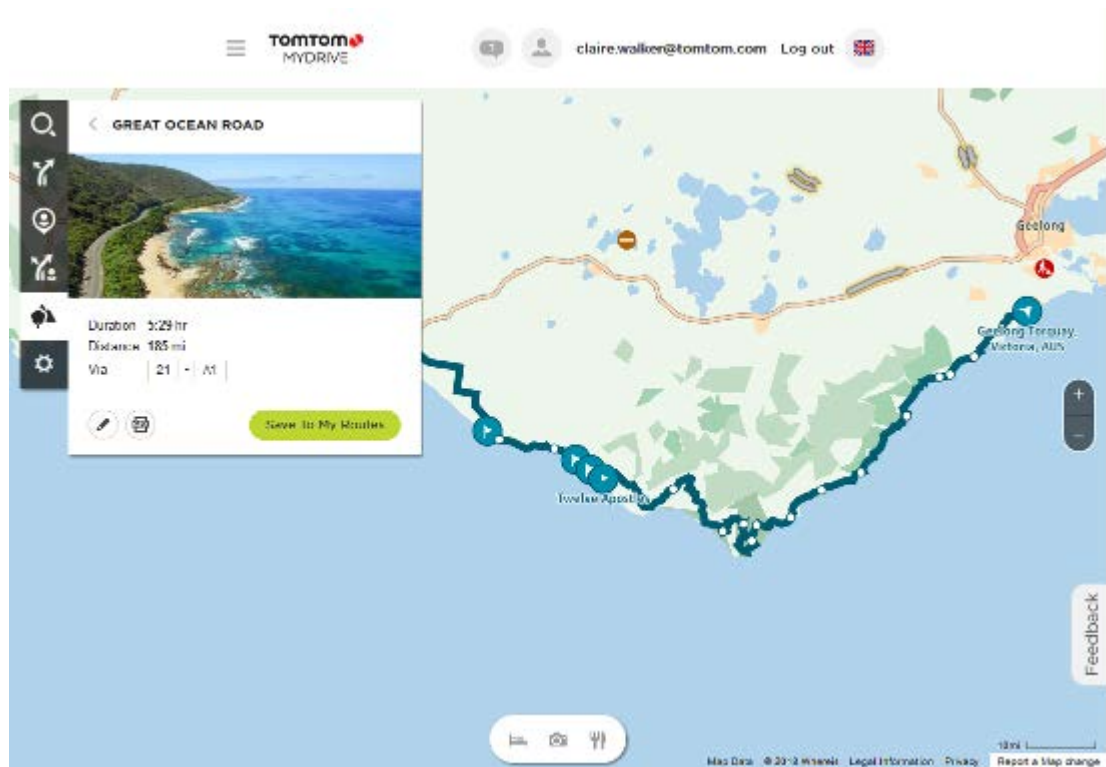 TOMTOM
MYDRIVE
claire.walker@tomtom.com Log out
GREAT OCEAN ROAD
Duration 5:29 hr
Distance 185 mi
Via 21 - A1
Save To My Routes
Geelong
Geelong Torquay,
Victoria, AUS
Twelve Apostles
+
-
Feedback
10mi
Map Data Legal Information Privacy Report a Map change